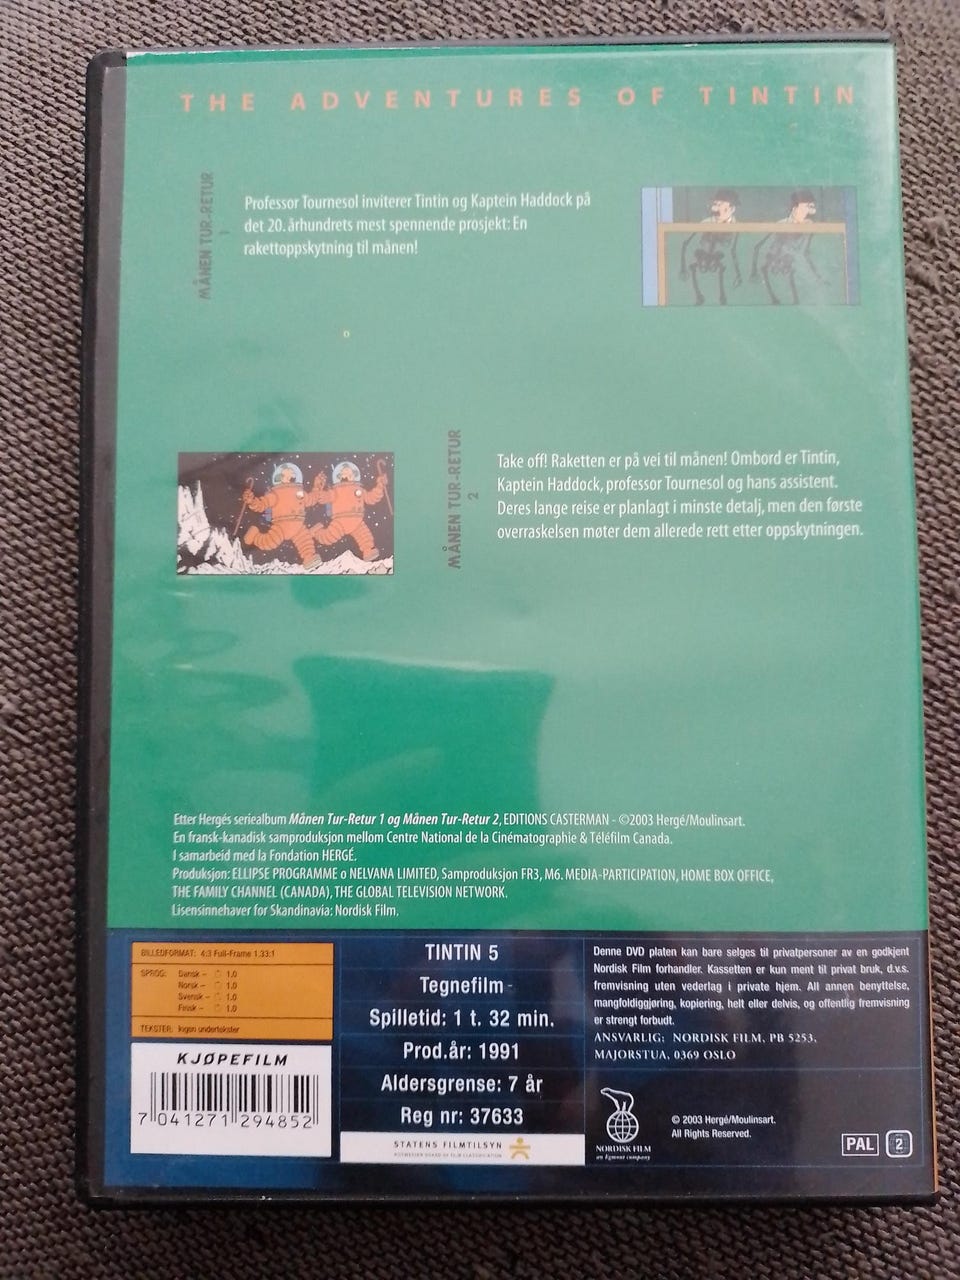 THE ADVENTURES OF TINTIN
MÅNEN TUR-RETUR
1
Professor Tournesol inviterer Tintin og Kaptein Haddock på
det 20. århundrets mest spennende prosjekt: En
rakettoppskytning til månen!
MÅNEN TUR-RETUR
2
Take off! Raketten er på vei til månen! Ombord er Tintin,
Kaptein Haddock, professor Tournesol og hans assistent.
Deres lange reise er planlagt i minste detalj, men den første
overraskelsen møter dem allerede rett etter oppskytningen.
Etter Hergés seriealbum Månen Tur-Retur 1 og Månen Tur-Retur 2, EDITIONS CASTERMAN - ©2003 Hergé/Moulinsart.
En fransk-kanadisk samproduksjon mellom Centre National de la Cinématographie & Téléfilm Canada.
I samarbeid med la Fondation HERGÉ.
Produksjon: ELLIPSE PROGRAMME o NELVANA LIMITED, Samproduksjon FR3, M6. MEDIA-PARTICIPATION, HOME BOX OFFICE,
THE FAMILY CHANNEL (CANADA), THE GLOBAL TELEVISION NETWORK.
Lisensinnehaver for Skandinavia: Nordisk Film.
BILLEDFORMAT: 4:3 Full-Frame 1.33:1
SPROG: Dansk - 1.0
Norsk - 1.0
Svensk - 1.0
Finsk - 1.0
TEKSTER: Ingen undertekster
KJØPEFILM
7 041271 294852
TINTIN 5
Tegnefilm -
Spilletid: 1 t. 32 min.
Prod.år: 1991
Aldersgrense: 7 år
Reg nr: 37633
STATENS FILMTILSYN
NORWEGIAN BOARD OF FILM CLASSIFICATION
Denne DVD platen kan bare selges til privatpersoner av en godkjent
Nordisk Film forhandler. Kassetten er kun ment til privat bruk, d.v.s.
fremvisning uten vederlag i private hjem. All annen benyttelse,
mangfoldiggjøring, kopiering, helt eller delvis, og offentlig fremvisning
er strengt forbudt.
ANSVARLIG: NORDISK FILM, PB 5253,
MAJORSTUA, 0369 OSLO
NORDISK FILM
an Egmont company
© 2003 Hergé/Moulinsart.
All Rights Reserved.
PAL
2